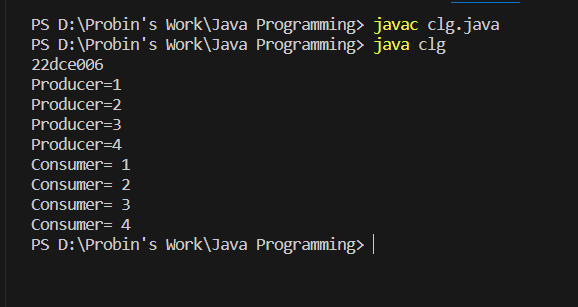 PS D:\Probin's Work\Java Programming> javac clg.java
PS D:\Probin's Work\Java Programming> java clg
22dce006
Producer=1
Producer=2
Producer=3
Producer=4
Consumer= 1
Consumer= 2
Consumer= 3
Consumer= 4
PS D:\Probin's Work\Java Programming>